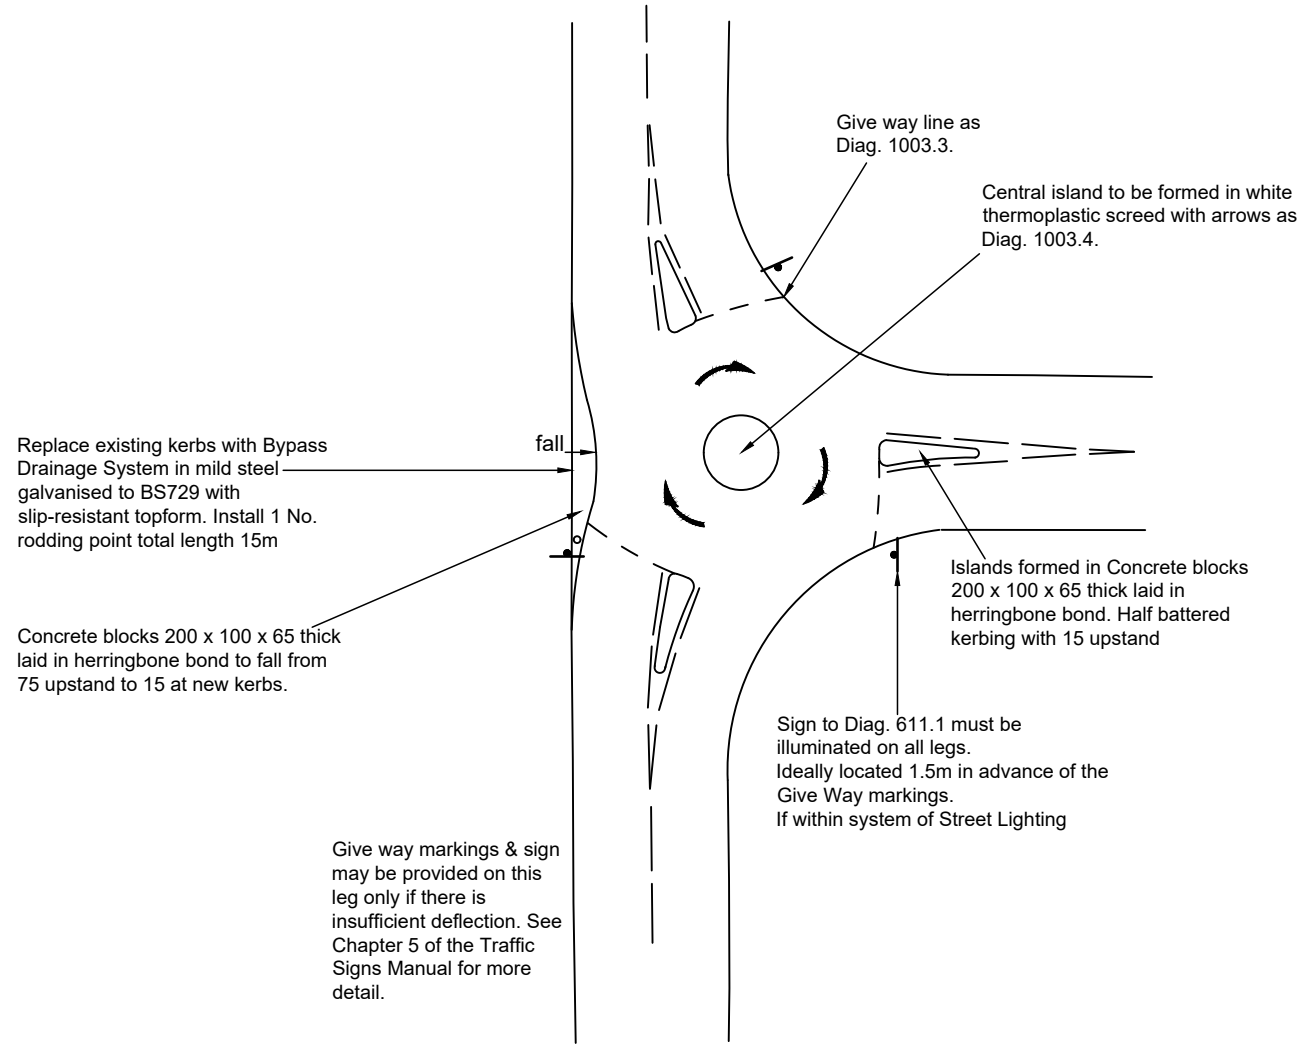 Give way line as
Diag. 1003.3.
Central island to be formed in white
thermoplastic screed with arrows as
Diag. 1003.4.
fall
Replace existing kerbs with Bypass
Drainage System in mild steel
galvanised to BS729 with
slip-resistant topform. Install 1 No.
rodding point total length 15m
Islands formed in Concrete blocks
200 x 100 x 65 thick laid in
herringbone bond. Half battered
kerbing with 15 upstand
Concrete blocks 200 x 100 x 65 thick
laid in herringbone bond to fall from
75 upstand to 15 at new kerbs.
Sign to Diag. 611.1 must be
illuminated on all legs.
Ideally located 1.5m in advance of the
Give Way markings.
If within system of Street Lighting
Give way markings & sign
may be provided on this
leg only if there is
insufficient deflection. See
Chapter 5 of the Traffic
Signs Manual for more
detail.